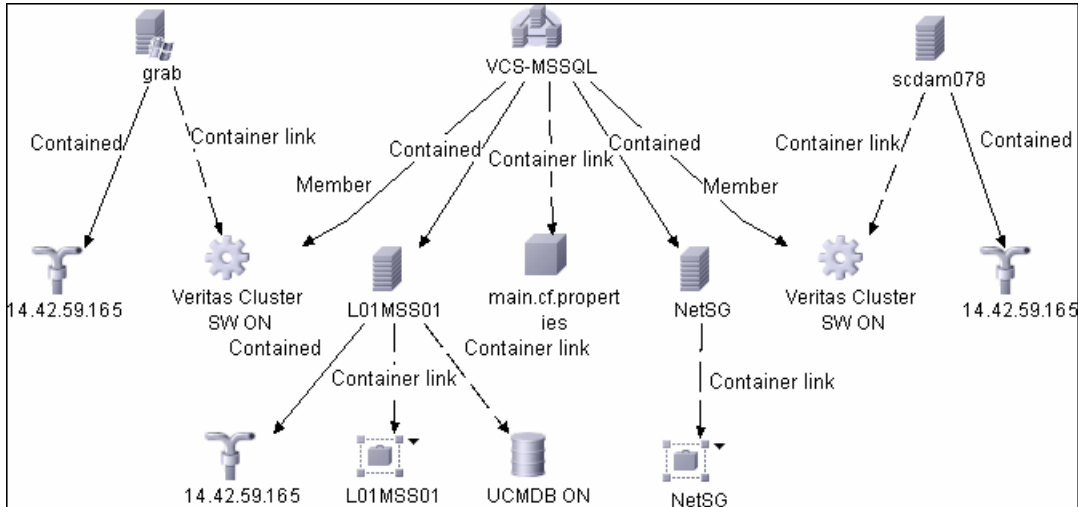 grab
VCS-MSSQL
scdam078
Contained
Container link
Contained
Container link
Container link
Contained
Member
Member
14.42.59.165
Veritas Cluster
SW ON
L01MSS01
main.cf.propert
ies
NetSG
Veritas Cluster
SW ON
14.42.59.165
Contained
Container link
Container link
Container link
14.42.59.165
L01MSS01
UCMDB ON
NetSG